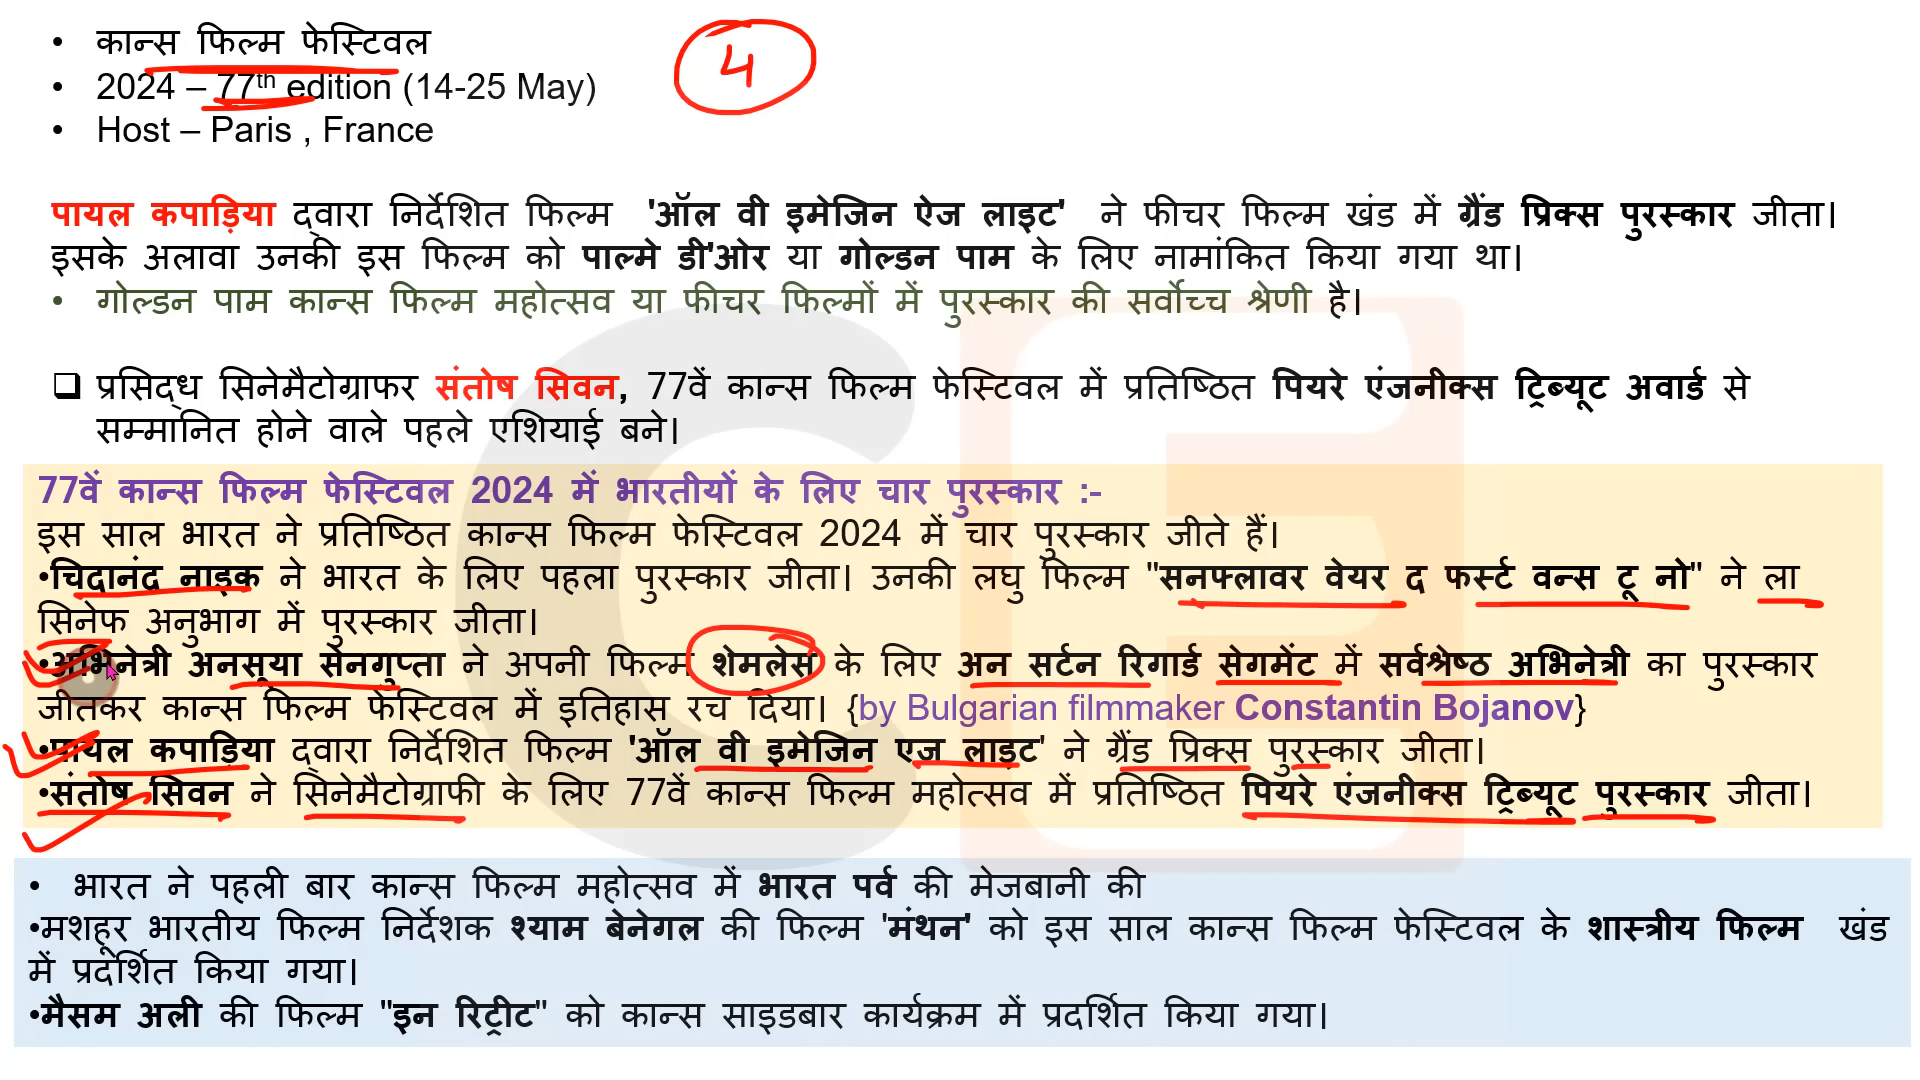 • कान्स फिल्म फेस्टिवल
4
• 2024 – 77th edition (14-25 May)
• Host – Paris , France
पायल कपाड़िया द्वारा निर्देशित फिल्म 'ऑल वी इमेजिन ऐज लाइट' ने फीचर फिल्म खंड में ग्रैंड प्रिक्स पुरस्कार जीता।
इसके अलावा उनकी इस फिल्म को पाल्मे डी'ओर या गोल्डन पाम के लिए नामांकित किया गया था।
• गोल्डन पाम कान्स फिल्म महोत्सव या फीचर फिल्मों में पुरस्कार की सर्वोच्च श्रेणी है।
❑ प्रसिद्ध सिनेमैटोग्राफर संतोष सिवन, 77वें कान्स फिल्म फेस्टिवल में प्रतिष्ठित पियरे एंजनीक्स ट्रिब्यूट अवार्ड से
सम्मानित होने वाले पहले एशियाई बने।
77वें कान्स फिल्म फेस्टिवल 2024 में भारतीयों के लिए चार पुरस्कार :-
इस साल भारत ने प्रतिष्ठित कान्स फिल्म फेस्टिवल 2024 में चार पुरस्कार जीते हैं।
•चिदानंद नाइक ने भारत के लिए पहला पुरस्कार जीता। उनकी लघु फिल्म "सनफ्लावर वेयर द फर्स्ट वन्स टू नो" ने ला
सिनेफ अनुभाग में पुरस्कार जीता।
•अभिनेत्री अनसूया सेनगुप्ता ने अपनी फिल्म शेमलेस के लिए अन सर्टन रिगार्ड सेगमेंट में सर्वश्रेष्ठ अभिनेत्री का पुरस्कार
जीतकर कान्स फिल्म फेस्टिवल में इतिहास रच दिया। {by Bulgarian filmmaker Constantin Bojanov}
•पायल कपाड़िया द्वारा निर्देशित फिल्म 'ऑल वी इमेजिन एज लाइट' ने ग्रैंड प्रिक्स पुरस्कार जीता।
•संतोष सिवन ने सिनेमैटोग्राफी के लिए 77वें कान्स फिल्म महोत्सव में प्रतिष्ठित पियरे एंजनीक्स ट्रिब्यूट पुरस्कार जीता।
• भारत ने पहली बार कान्स फिल्म महोत्सव में भारत पर्व की मेजबानी की
•मशहूर भारतीय फिल्म निर्देशक श्याम बेनेगल की फिल्म 'मंथन' को इस साल कान्स फिल्म फेस्टिवल के शास्त्रीय फिल्म खंड
में प्रदर्शित किया गया।
•मैसम अली की फिल्म "इन रिट्रीट" को कान्स साइडबार कार्यक्रम में प्रदर्शित किया गया।